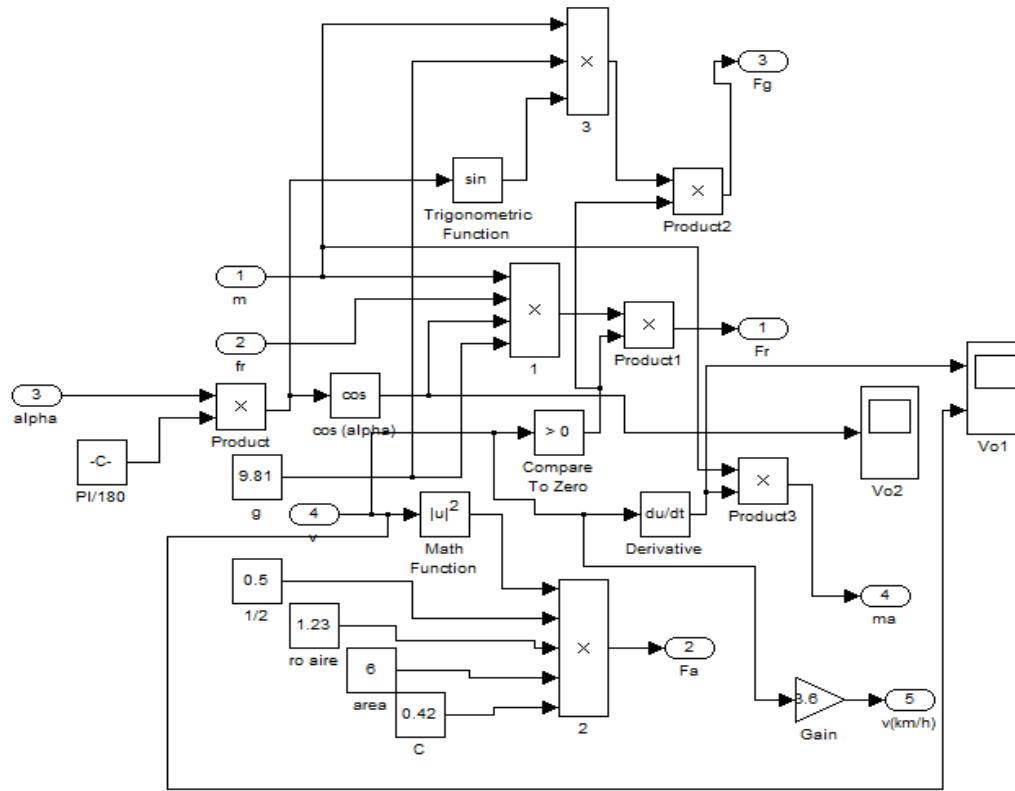 3
Fg
3
sin
Trigonometric
Function
Product2
1
m
2
fr
1
Product1
1
Fr
3
alpha
Product
cos
cos (alpha)
-C-
PI/180
9.81
g
> 0
Compare
To Zero
Vo1
Vo2
4
v
|u|2
Math
Function
du/dt
Derivative
Product3
4
ma
0.5
1/2
1.23
ro aire
6
area
0.42
C
2
2
Fa
3.6
Gain
5
v(km/h)